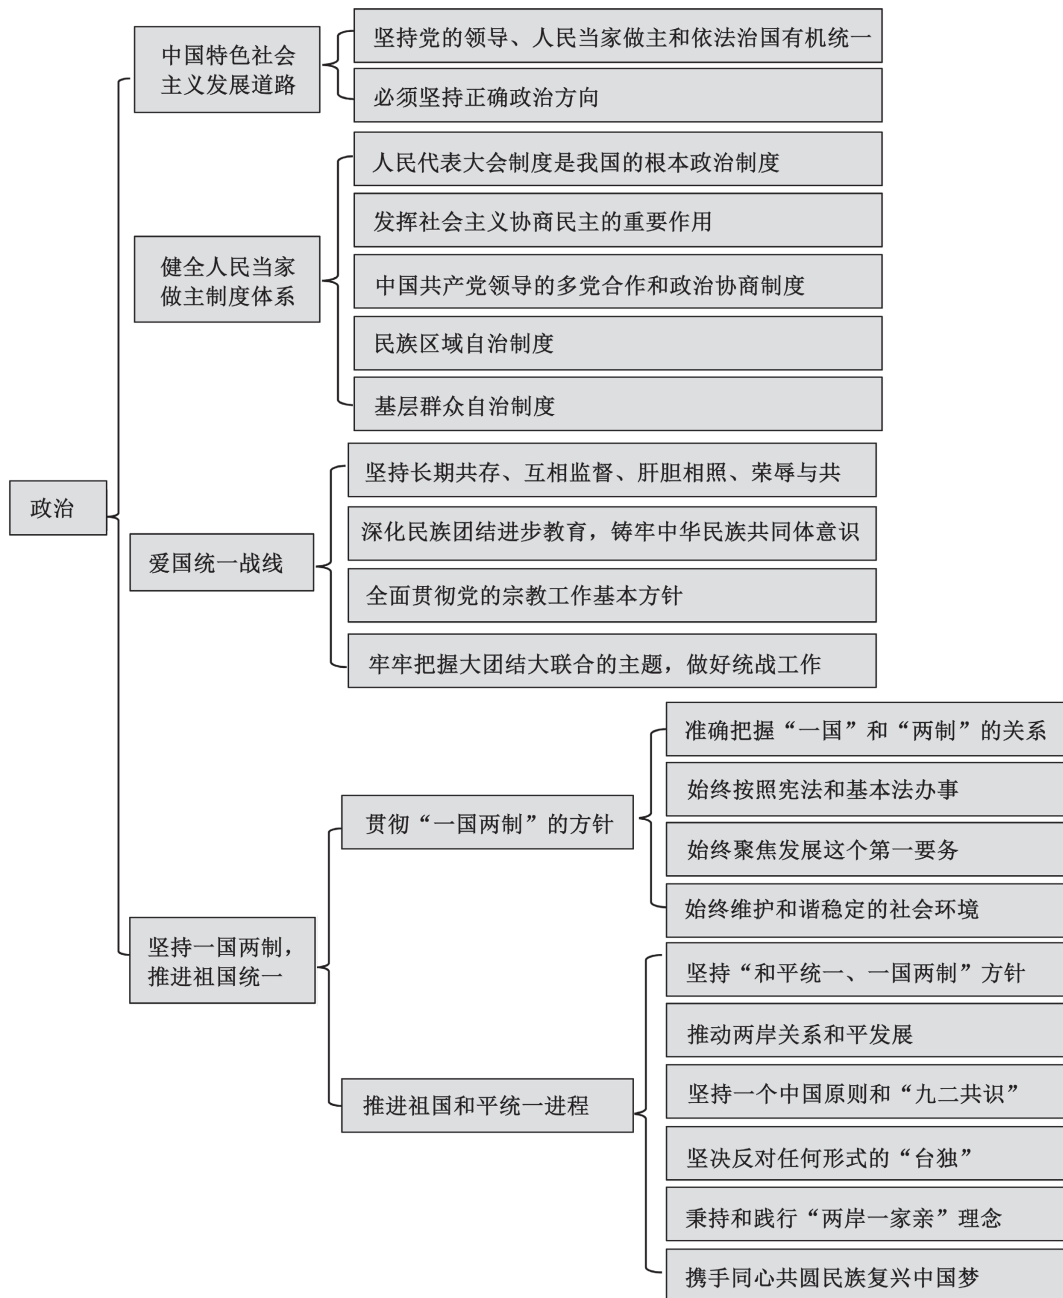 政治
中国特色社会
主义发展道路
坚持党的领导、人民当家做主和依法治国有机统一
必须坚持正确政治方向
健全人民当家
做主制度体系
人民代表大会制度是我国的根本政治制度
发挥社会主义协商民主的重要作用
中国共产党领导的多党合作和政治协商制度
民族区域自治制度
基层群众自治制度
爱国统一战线
坚持长期共存、互相监督、肝胆相照、荣辱与共
深化民族团结进步教育，铸牢中华民族共同体意识
全面贯彻党的宗教工作基本方针
牢牢把握大团结大联合的主题，做好统战工作
坚持一国两制，
推进祖国统一
贯彻“一国两制”的方针
准确把握“一国”和“两制”的关系
始终按照宪法和基本法办事
始终聚焦发展这个第一要务
始终维护和谐稳定的社会环境
推进祖国和平统一进程
坚持“和平统一、一国两制”方针
推动两岸关系和平发展
坚持一个中国原则和“九二共识”
坚决反对任何形式的“台独”
秉持和践行“两岸一家亲”理念
携手同心共圆民族复兴中国梦